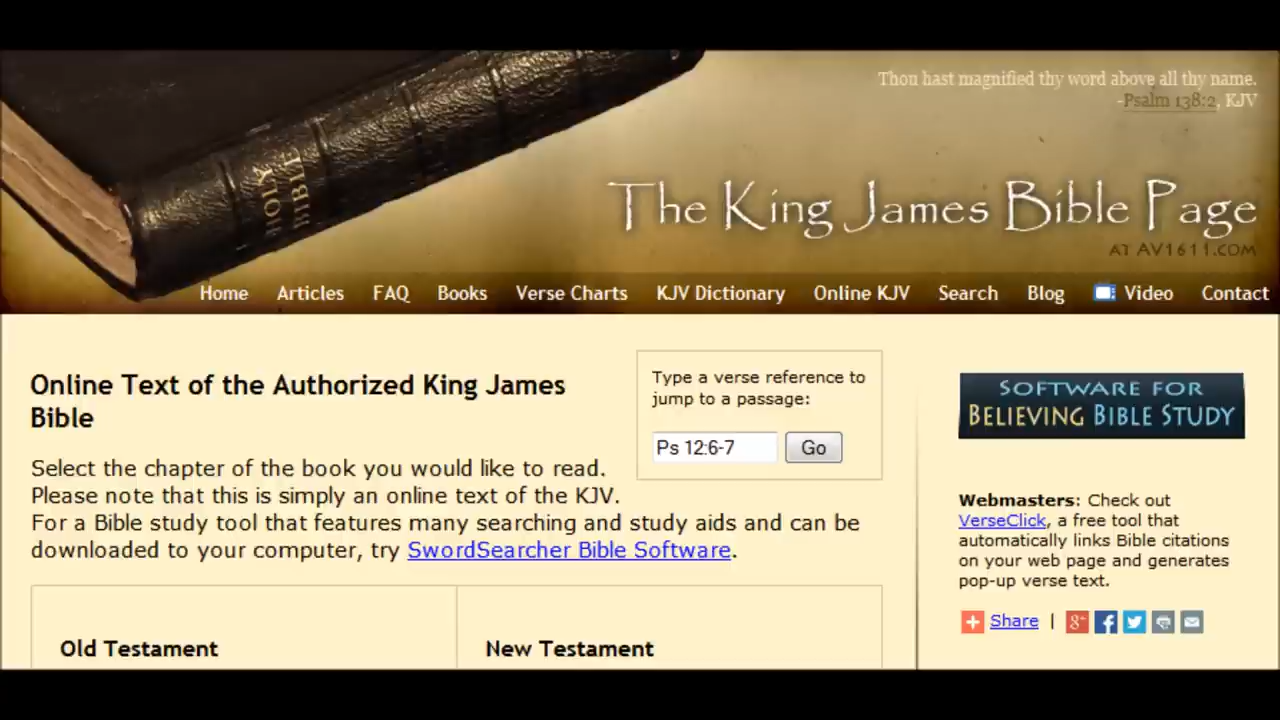 Thou hast magnified thy word above all thy name.
-Psalm 138:2, KJV
HOLY
BIBLE
The King James Bible Page
AT AV1611.COM
Home Articles FAQ Books Verse Charts KJV Dictionary Online KJV Search Blog Video Contact
Online Text of the Authorized King James
Bible
Type a verse reference to
jump to a passage:
Ps 12:6-7 Go
Select the chapter of the book you would like to read.
Please note that this is simply an online text of the KJV.
For a Bible study tool that features many searching and study aids and can be
downloaded to your computer, try SwordSearcher Bible Software.
Old Testament New Testament
SOFTWARE FOR
BELIEVING BIBLE STUDY
Webmasters: Check out
VerseClick, a free tool that
automatically links Bible citations
on your web page and generates
pop-up verse text.
Share |